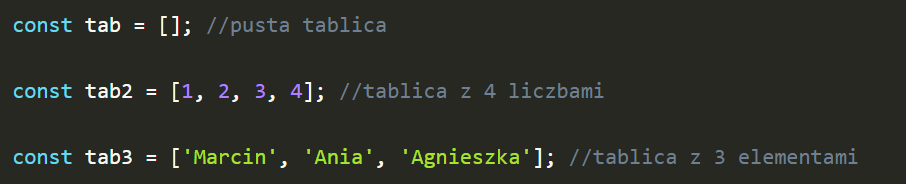 const tab = []; //pusta tablica
const tab2 = [1, 2, 3, 4]; //tablica z 4 liczbami
const tab3 = ['Marcin', 'Ania', 'Agnieszka']; //tablica z 3 elementami